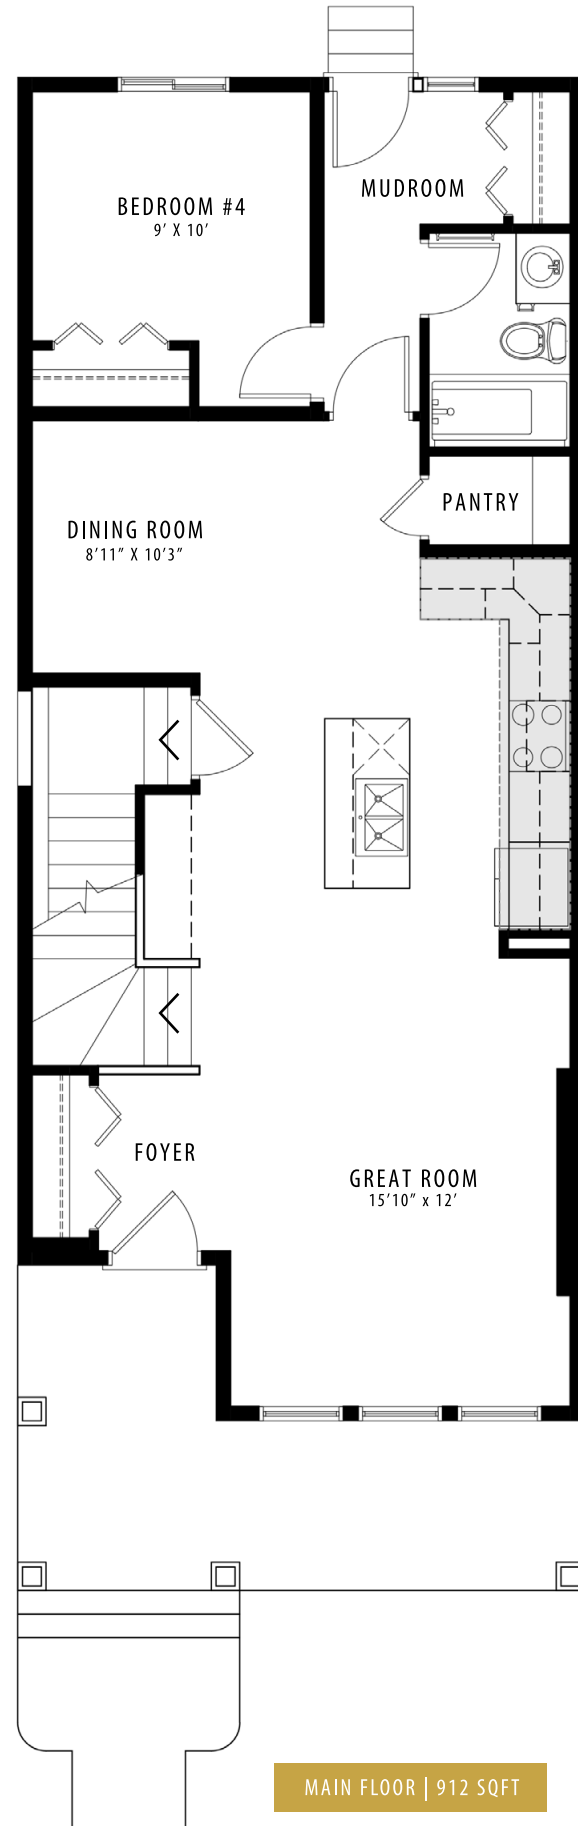 MUDROOM
BEDROOM #4
9’ X 10’
PANTRY
DINING ROOM
8’11” X 10’3”
FOYER
GREAT ROOM
15’10” x 12’
MAIN FLOOR | 912 SQFT